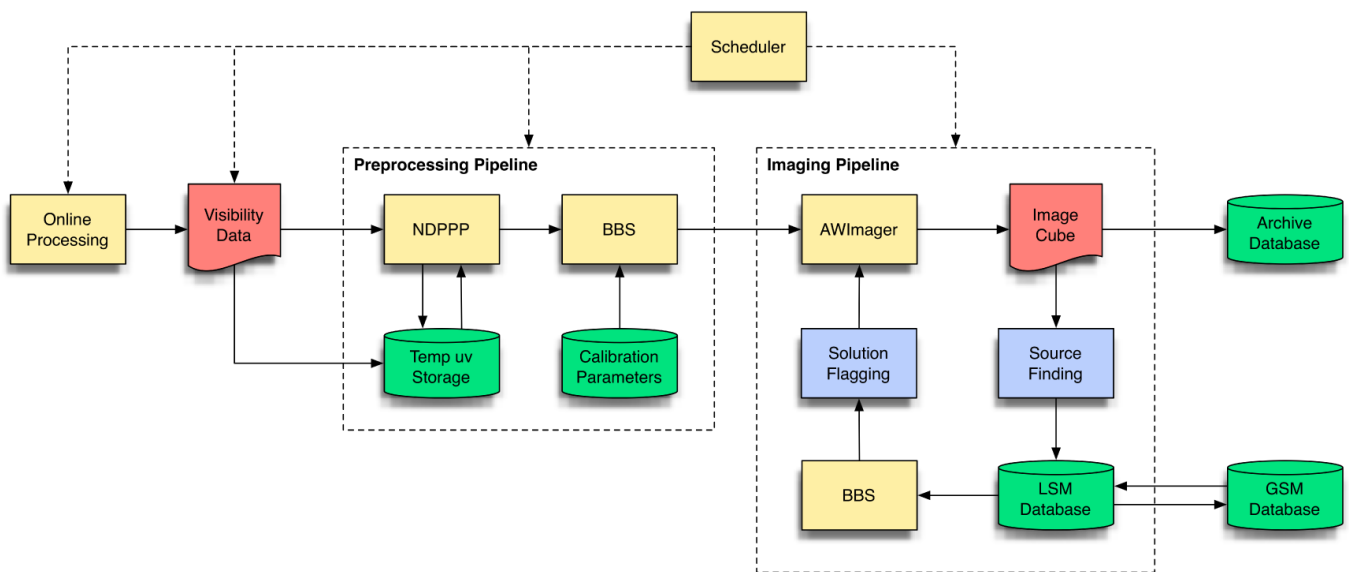 Scheduler
Preprocessing Pipeline
Imaging Pipeline
Online
Processing
Visibility
Data
NDPPP
BBS
AWImager
Image
Cube
Archive
Database
Temp uv
Storage
Calibration
Parameters
Solution
Flagging
Source
Finding
BBS
LSM
Database
GSM
Database